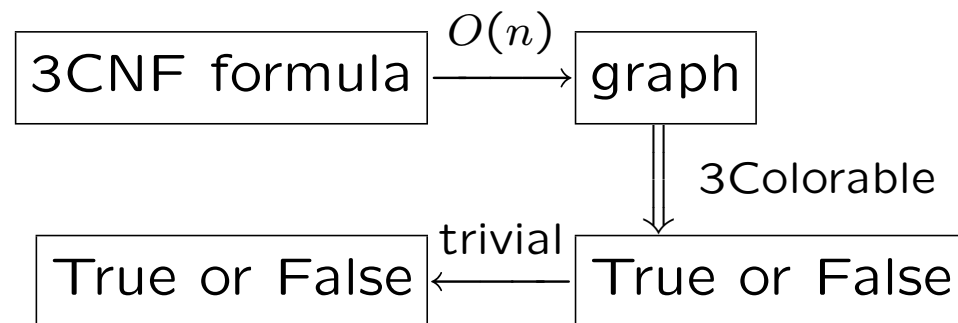 O(n)
3CNF formula
graph
3Colorable
trivial
True or False
True or False